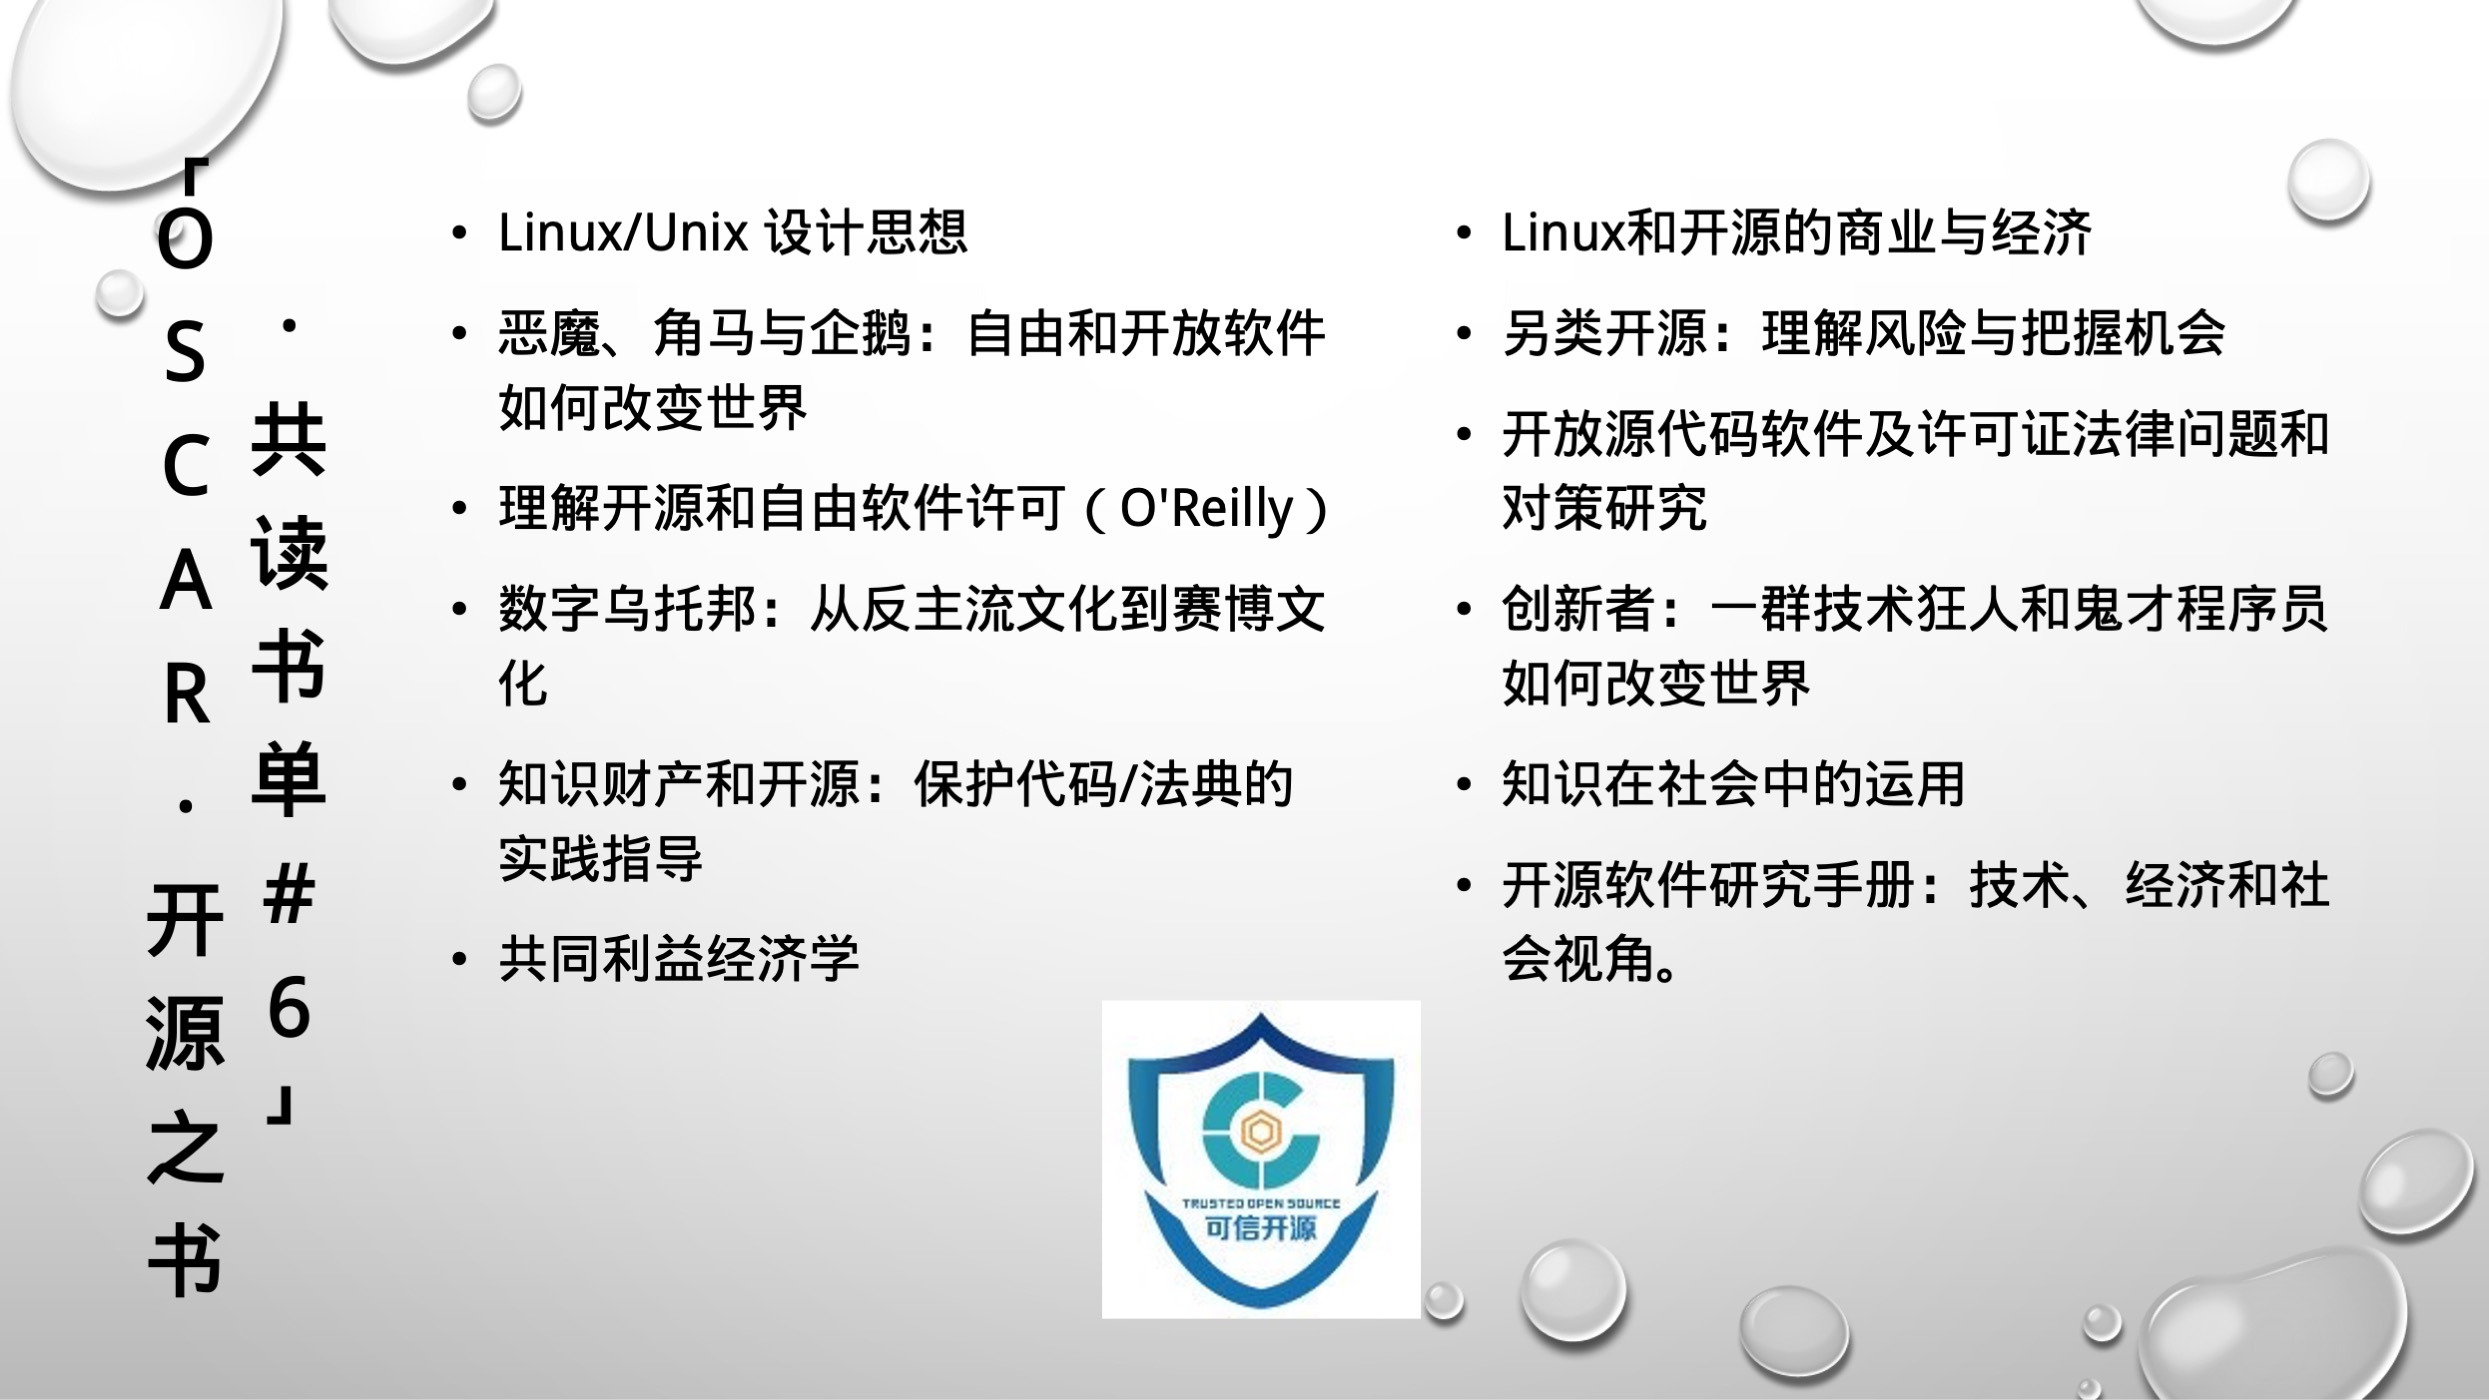 「OSCAR·开源之书
·共读书单#6」
• Linux/Unix 设计思想
• 恶魔、角马与企鹅：自由和开放软件
如何改变世界
• 理解开源和自由软件许可（O'Reilly）
• 数字乌托邦：从反主流文化到赛博文
化
• 知识财产和开源：保护代码/法典的
实践指导
• 共同利益经济学
• Linux和开源的商业与经济
• 另类开源：理解风险与把握机会
• 开放源代码软件及许可证法律问题和
对策研究
• 创新者：一群技术狂人和鬼才程序员
如何改变世界
• 知识在社会中的运用
• 开源软件研究手册：技术、经济和社
会视角。
TRUSTED OPEN SOURCE
可信开源